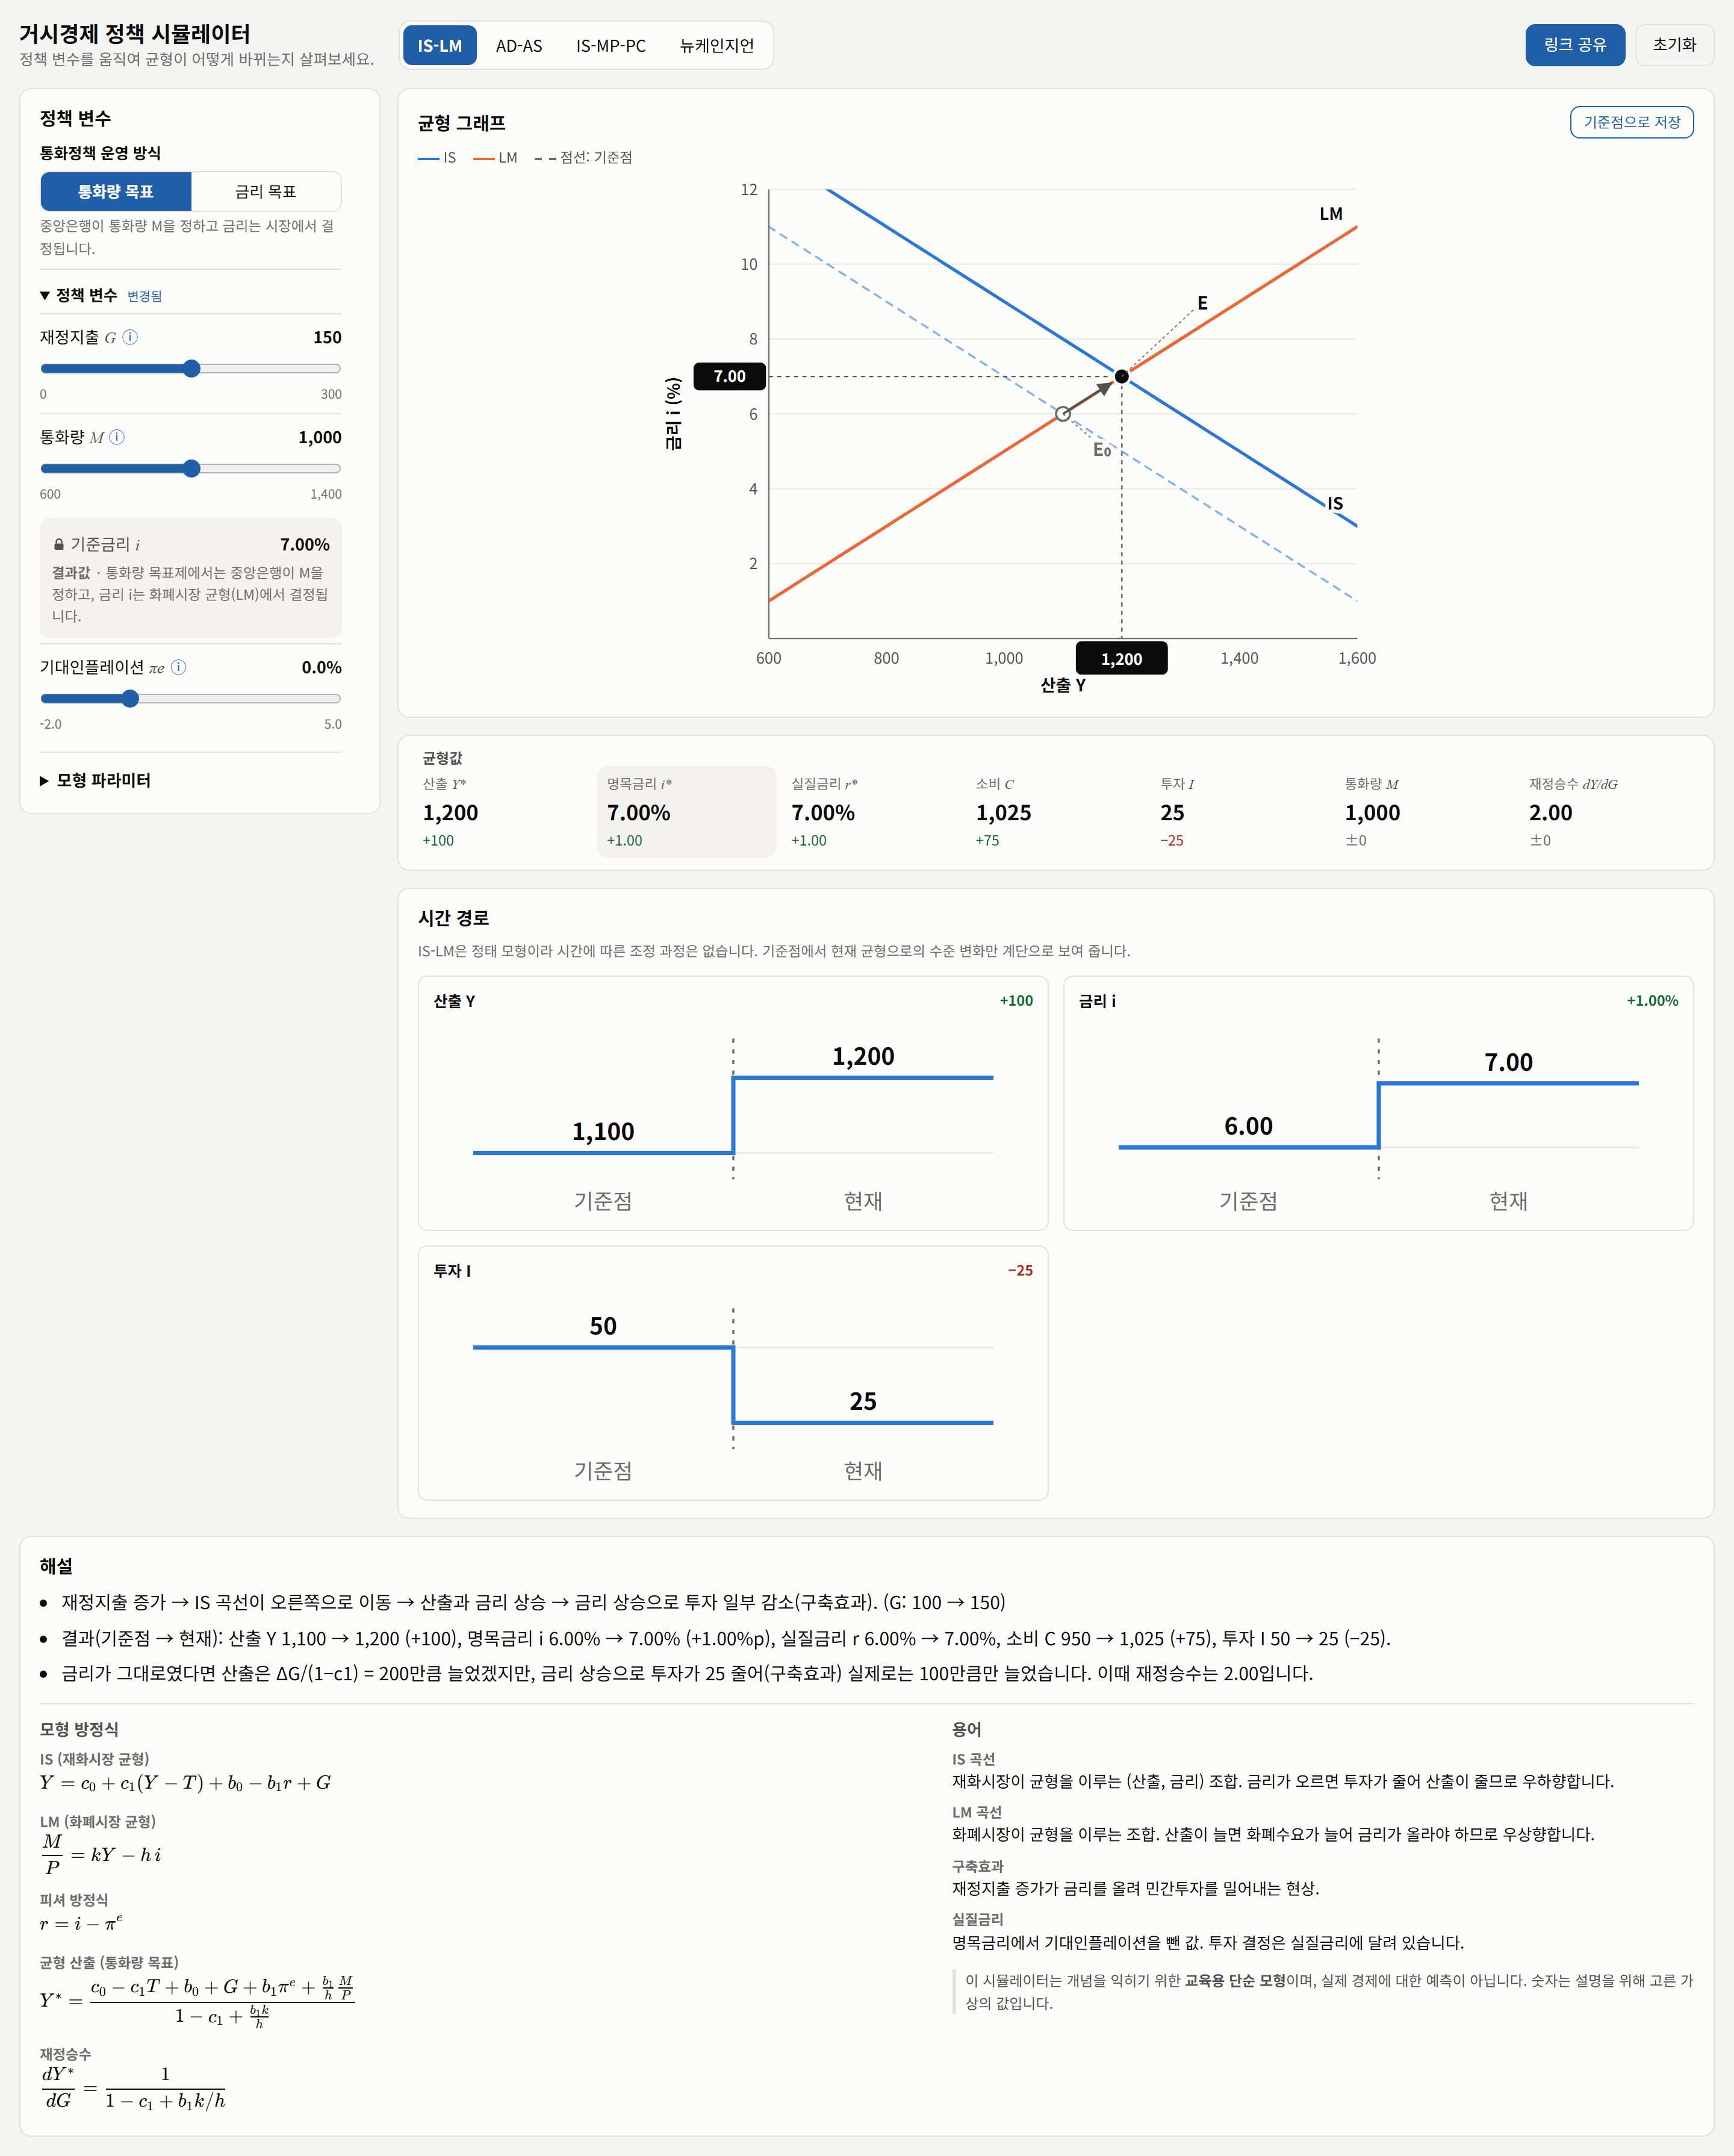 거시경제 정책 시뮬레이터
정책 변수를 움직여 균형이 어떻게 바뀌는지 살펴보세요.
IS-LM
AD-AS
IS-MP-PC
뉴케인지언
링크 공유
초기화
정책 변수
통화정책 운영 방식
통화량 목표
금리 목표
중앙은행이 통화량 M을 정하고 금리는 시장에서 결
정됩니다.
▼ 정책 변수 변경됨
재정지출 G ⓘ 150
0 300
통화량 M ⓘ 1,000
600 1,400
기준금리 i 7.00%
결과값 · 통화량 목표제에서는 중앙은행이 M을
정하고, 금리 i는 화폐시장 균형(LM)에서 결정됩
니다.
기대인플레이션 πe ⓘ 0.0%
-2.0 5.0
▶ 모형 파라미터
균형 그래프
기준점으로 저장
IS LM 점선: 기준점
12
10
8
6
4
2
7.00
금리 i (%)
LM
E
E₀
IS
600 800 1,000 1,200 1,400 1,600
산출 Y
균형값
산출 Y*
1,200
+100
명목금리 i*
7.00%
+1.00
실질금리 r*
7.00%
+1.00
소비 C
1,025
+75
투자 I
25
−25
통화량 M
1,000
±0
재정승수 dY/dG
2.00
±0
시간 경로
IS-LM은 정태 모형이라 시간에 따른 조정 과정은 없습니다. 기준점에서 현재 균형으로의 수준 변화만 계단으로 보여 줍니다.
산출 Y +100
1,200
1,100
기준점 현재
금리 i +1.00%
7.00
6.00
기준점 현재
투자 I −25
50
25
기준점 현재
해설
• 재정지출 증가 → IS 곡선이 오른쪽으로 이동 → 산출과 금리 상승 → 금리 상승으로 투자 일부 감소(구축효과). (G: 100 → 150)
• 결과(기준점 → 현재): 산출 Y 1,100 → 1,200 (+100), 명목금리 i 6.00% → 7.00% (+1.00%p), 실질금리 r 6.00% → 7.00%, 소비 C 950 → 1,025 (+75), 투자 I 50 → 25 (−25).
• 금리가 그대로였다면 산출은 ΔG/(1−c1) = 200만큼 늘었겠지만, 금리 상승으로 투자가 25 줄어(구축효과) 실제로는 100만큼만 늘었습니다. 이때 재정승수는 2.00입니다.
모형 방정식
IS (재화시장 균형)
Y = c₀ + c₁(Y − T) + b₀ − b₁r + G
LM (화폐시장 균형)
M/P = kY − h i
피셔 방정식
r = i − πᵉ
균형 산출 (통화량 목표)
Y* = (c₀ − c₁T + b₀ + G + b₁πᵉ + (b₁/h)(M/P)) / (1 − c₁ + b₁k/h)
재정승수
dY*/dG = 1 / (1 − c₁ + b₁k/h)
용어
IS 곡선
재화시장이 균형을 이루는 (산출, 금리) 조합. 금리가 오르면 투자가 줄어 산출이 줄므로 우하향합니다.
LM 곡선
화폐시장이 균형을 이루는 조합. 산출이 늘면 화폐수요가 늘어 금리가 올라야 하므로 우상향합니다.
구축효과
재정지출 증가가 금리를 올려 민간투자를 밀어내는 현상.
실질금리
명목금리에서 기대인플레이션을 뺀 값. 투자 결정은 실질금리에 달려 있습니다.
이 시뮬레이터는 개념을 익히기 위한 교육용 단순 모형이며, 실제 경제에 대한 예측이 아닙니다. 숫자는 설명을 위해 고른 가
상의 값입니다.